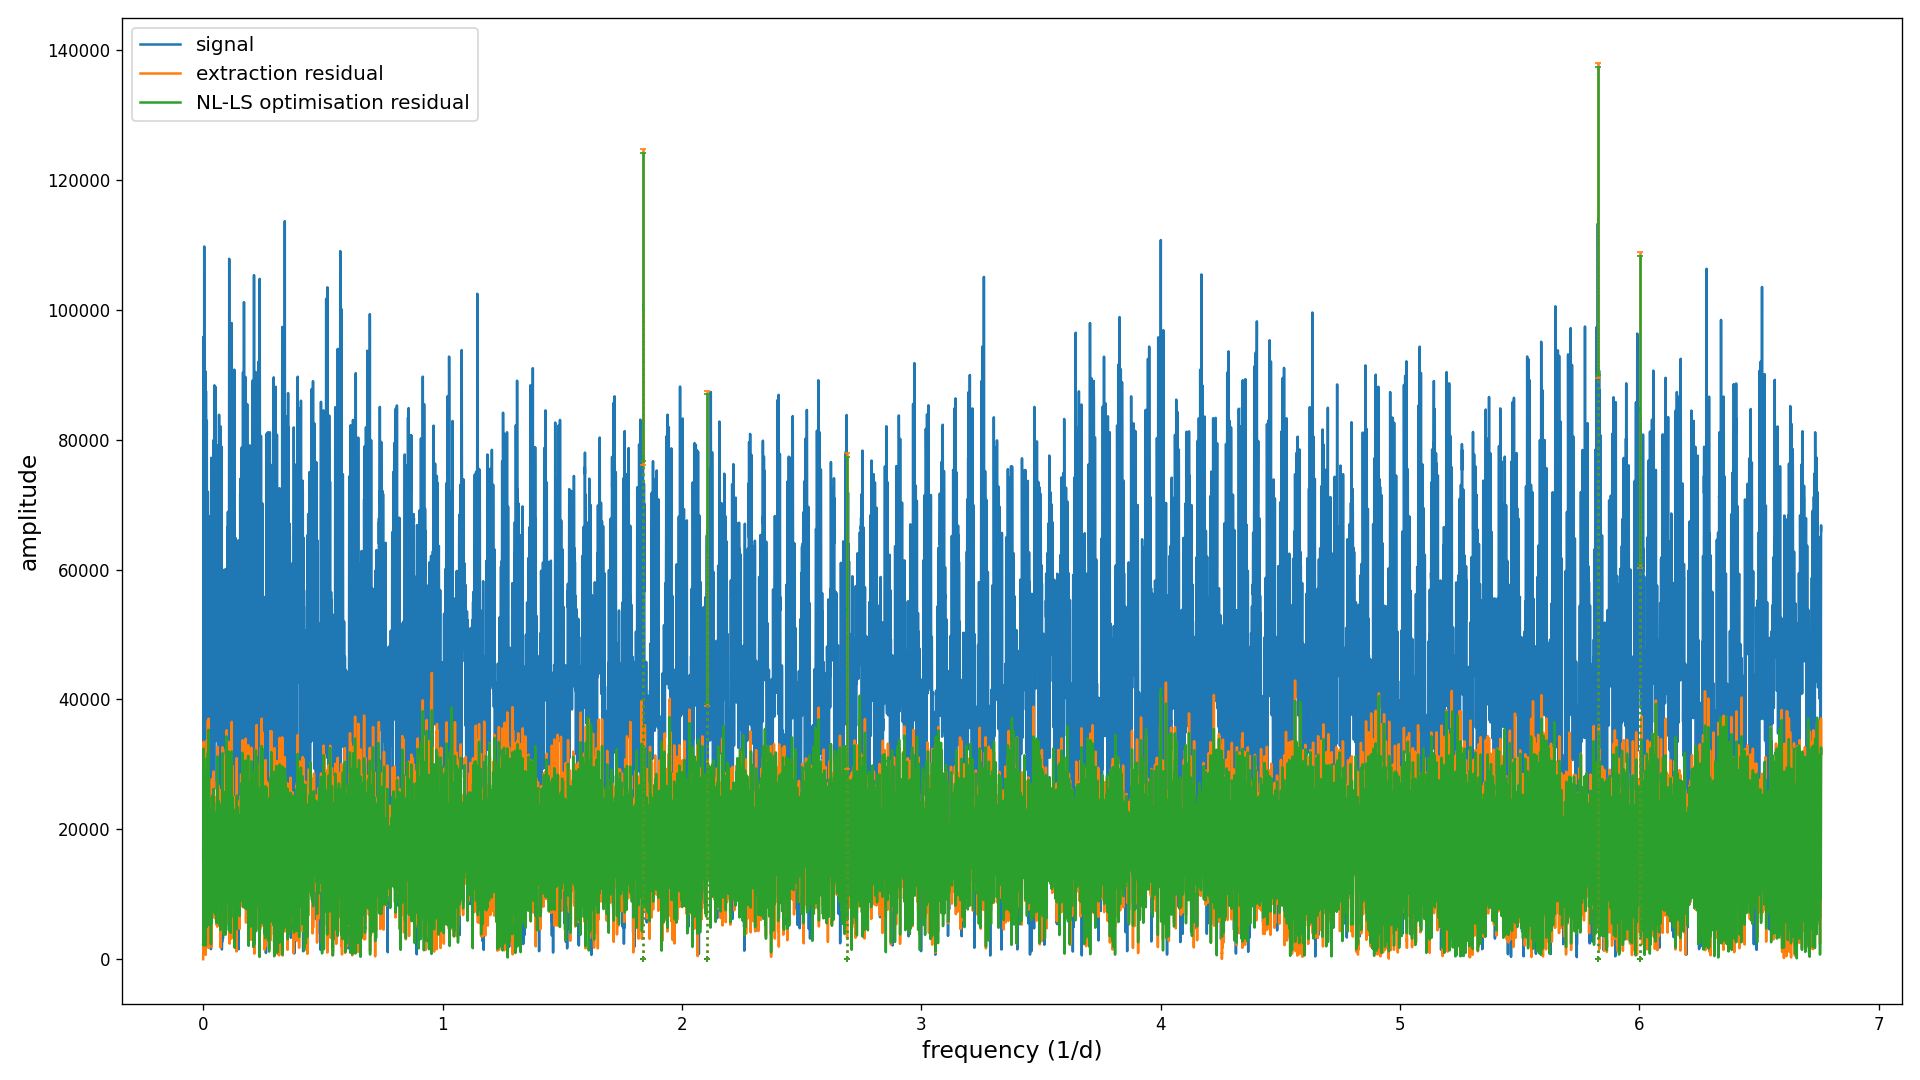 signal
extraction residual
NL-LS optimisation residual
140000
120000
100000
80000
60000
40000
20000
0
amplitude
0 1 2 3 4 5 6 7
frequency (1/d)